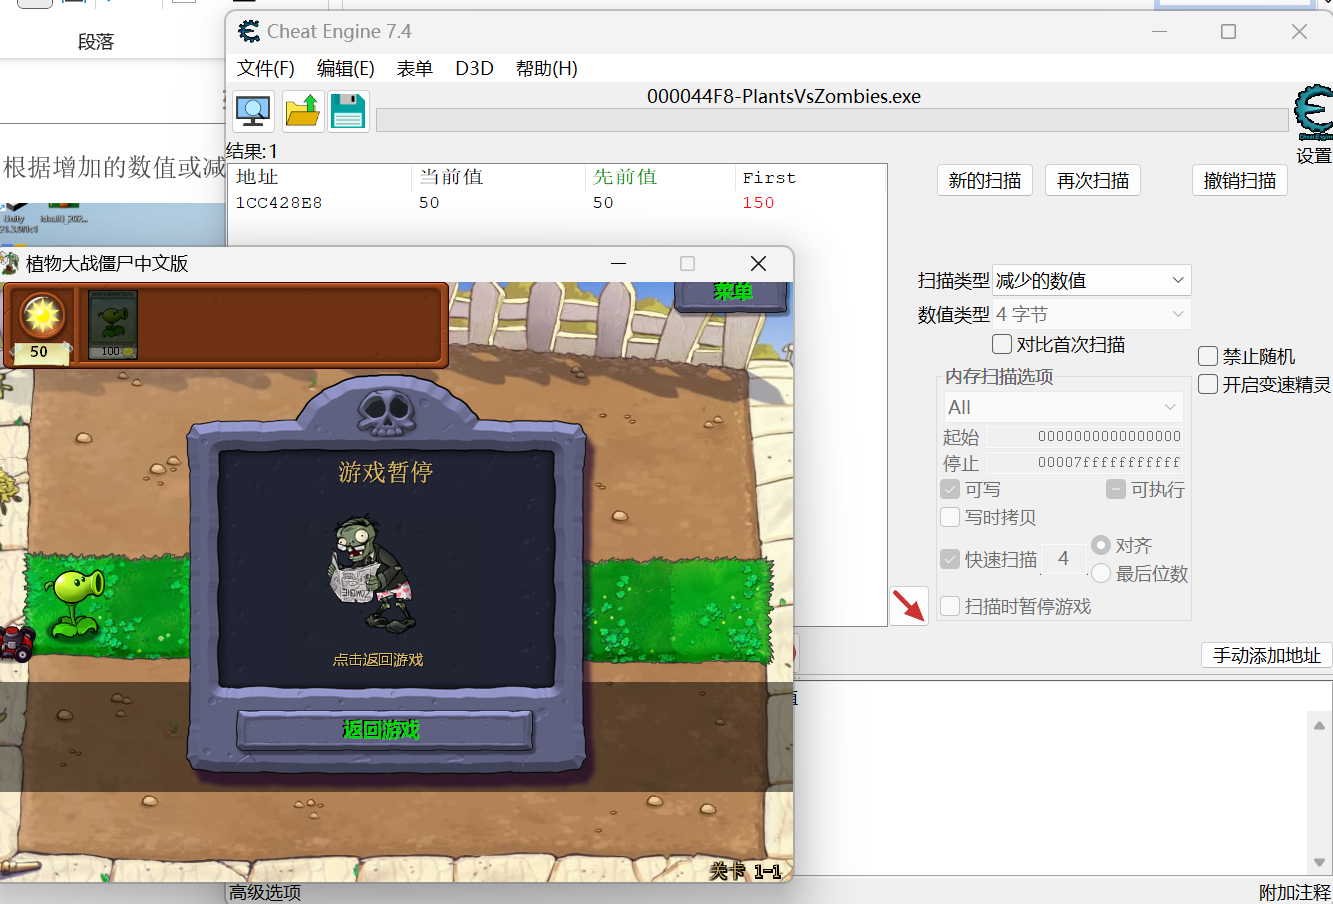 段落
根据增加的数值或减
Unity
Cheat Engine 7.4
文件(F) 编辑(E) 表单 D3D 帮助(H)
000044F8-PlantsVsZombies.exe
设置
结果:1
地址 当前值 先前值 First
1CC428E8 50 50 150
新的扫描 再次扫描 撤销扫描
扫描类型 减少的数值
数值类型 4 字节
对比首次扫描
禁止随机
开启变速精灵
内存扫描选项
All
起始 0000000000000000
停止 00007fffffffffff
可写 可执行
写时拷贝
快速扫描 4 对齐
最后位数
扫描时暂停游戏
手动添加地址
植物大战僵尸中文版
菜单
50
100
游戏暂停
点击返回游戏
返回游戏
关卡 1-1
高级选项
附加注释